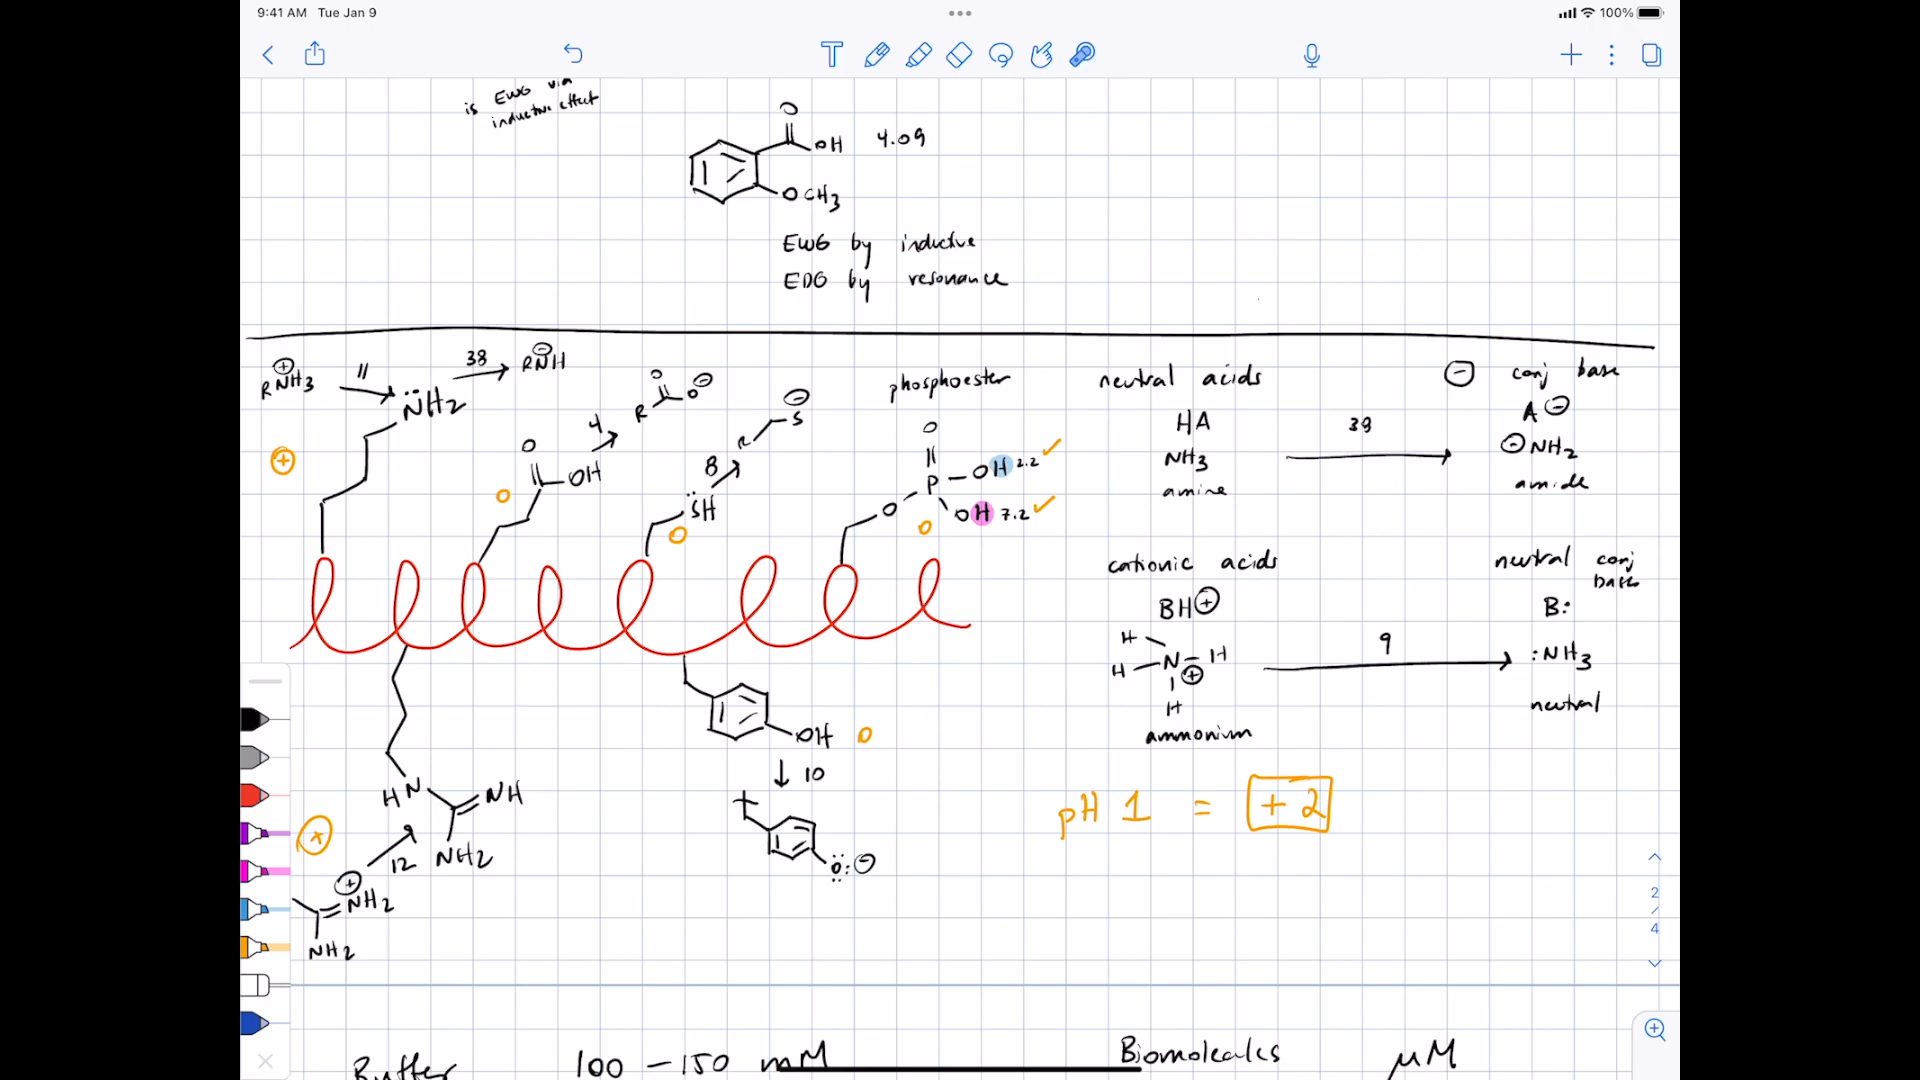 9:41 AM Tue Jan 9
100%
is EWG via
inductive effect
O
OH 4.09
OCH3
EWG by inductive
EDG by resonance
RNH3 + 11 NH2 38 RNH −
O OH 4 R O O −
SH 8 R S −
phosphoester
O
P OH 2.2 ✓
O OH 7.2 ✓
neutral acids − conj base
HA 38 A −
NH3 − NH2
amine amide
cationic acids neutral conj base
BH + B:
H H N H + H 9 :NH3
ammonium neutral
+ O O O O
OH
10
O: −
HN NH
NH2
+ 12
NH2 +
NH2
pH 1 = +2
2
/
4
Buffer 100 — 150 mM Biomolecules μM